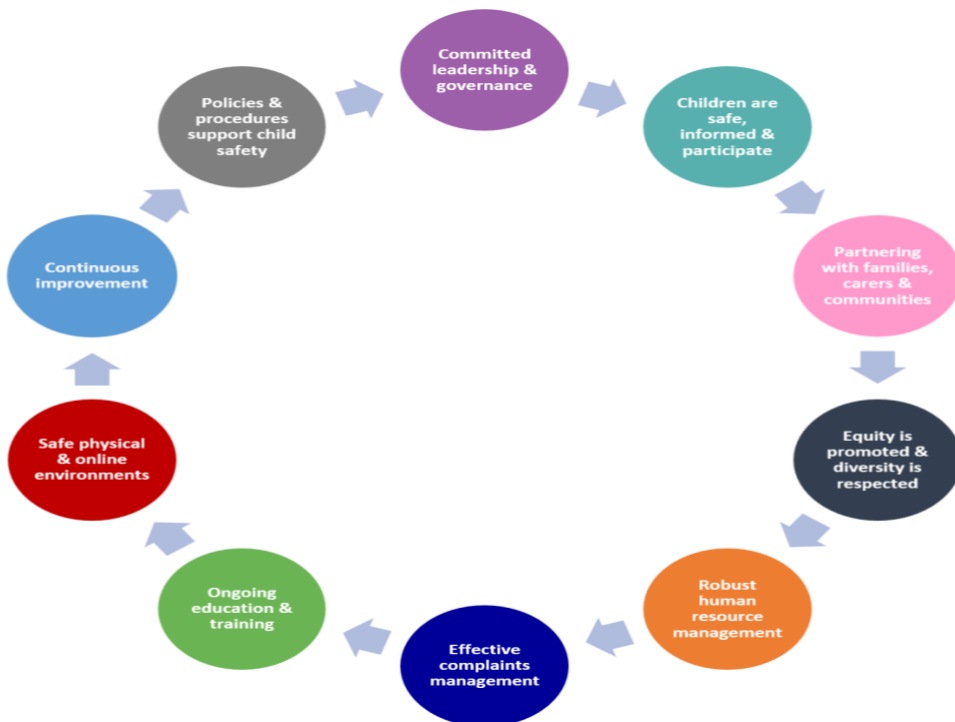 Committed
leadership &
governance
Children are
safe,
informed &
participate
Partnering
with families,
carers &
communities
Equity is
promoted &
diversity is
respected
Robust
human
resource
management
Effective
complaints
management
Ongoing
education &
training
Safe physical
& online
environments
Continuous
improvement
Policies &
procedures
support child
safety